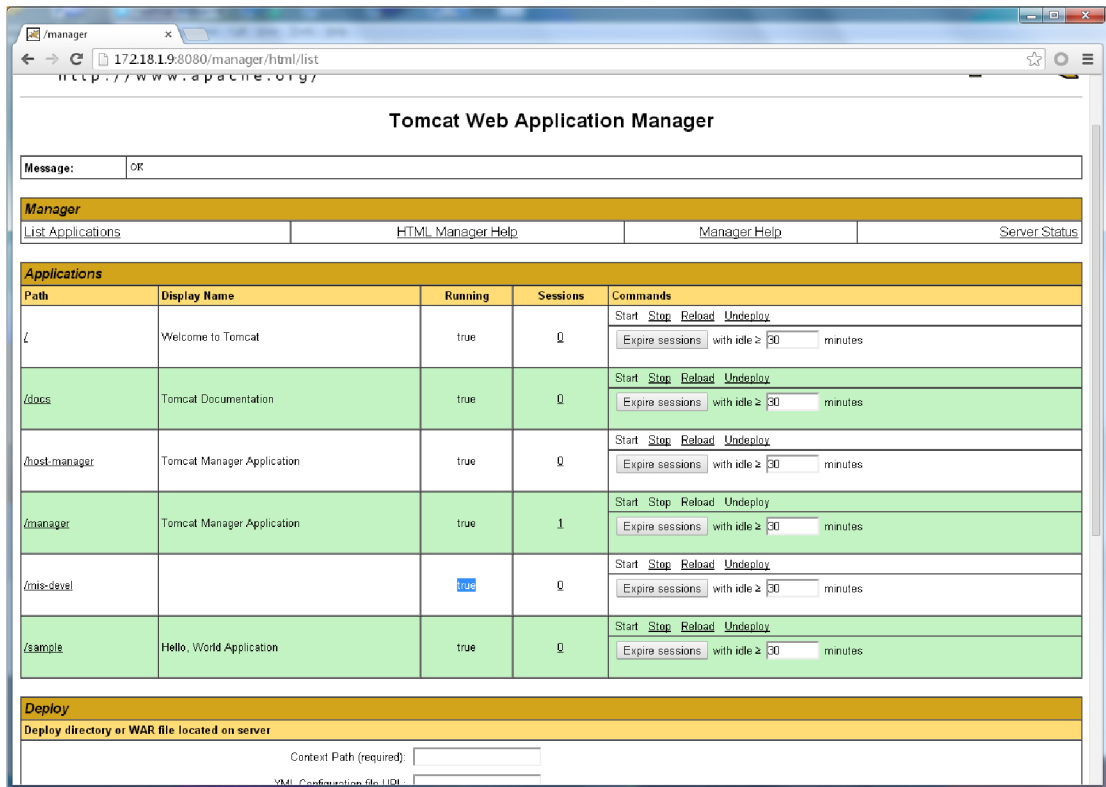 /manager ×
172.18.1.9:8080/manager/html/list
http://www.apache.org/
Tomcat Web Application Manager
Message: OK
Manager
List Applications HTML Manager Help Manager Help Server Status
Applications
Path Display Name Running Sessions Commands
Start Stop Reload Undeploy
/ Welcome to Tomcat true 0 Expire sessions with idle ≥ 30 minutes
Start Stop Reload Undeploy
/docs Tomcat Documentation true 0 Expire sessions with idle ≥ 30 minutes
Start Stop Reload Undeploy
/host-manager Tomcat Manager Application true 0 Expire sessions with idle ≥ 30 minutes
Start Stop Reload Undeploy
/manager Tomcat Manager Application true 1 Expire sessions with idle ≥ 30 minutes
Start Stop Reload Undeploy
/mis-devel true 0 Expire sessions with idle ≥ 30 minutes
Start Stop Reload Undeploy
/sample Hello, World Application true 0 Expire sessions with idle ≥ 30 minutes
Deploy
Deploy directory or WAR file located on server
Context Path (required):
XML Configuration file URL: